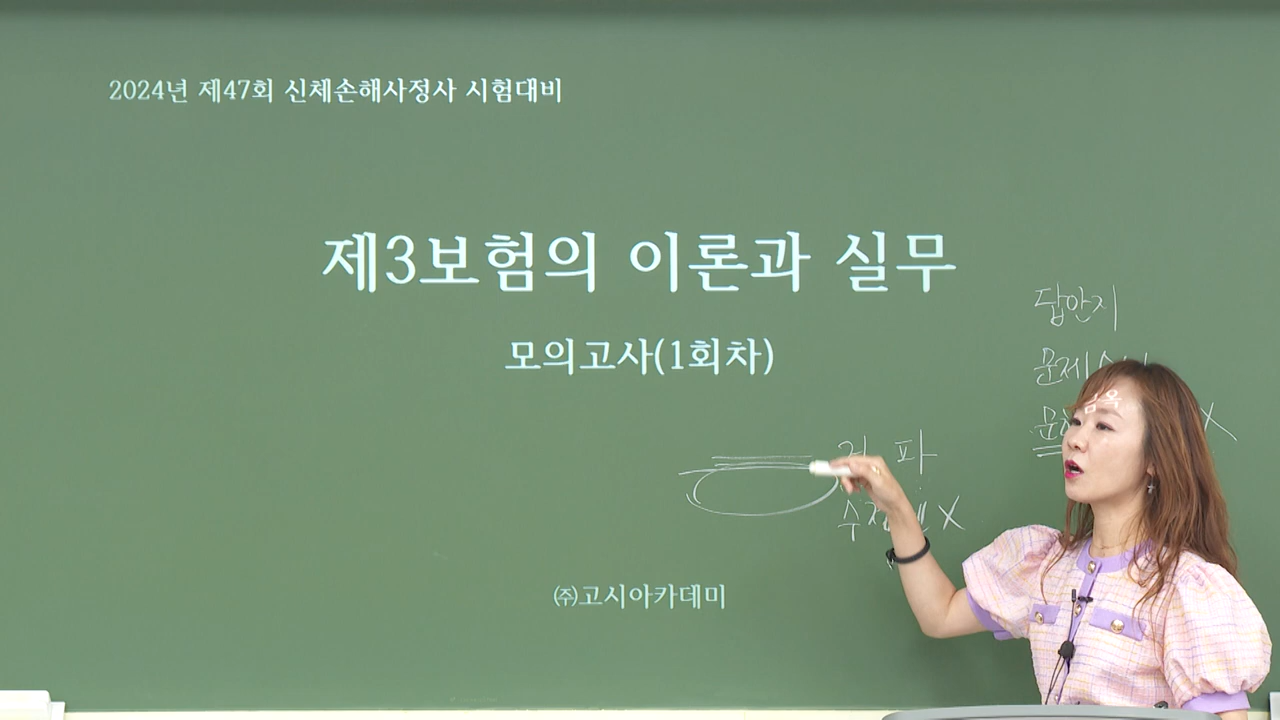 2024년 제47회 신체손해사정사 시험대비
제3보험의 이론과 실무
모의고사(1회차)
답안지
문제
X
파
X
㈜고시아카데미